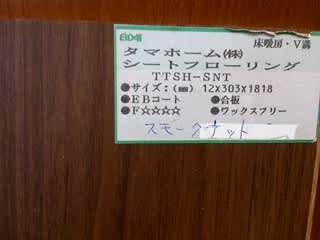 EiDAI
床暖房・V溝
タマホーム(株)
シートフローリング
TTSH-SNT
●サイズ:(㎜) 12x303x1818
●EBコート ●合板
●F☆☆☆☆ ●ワックスフリー
スモークナット